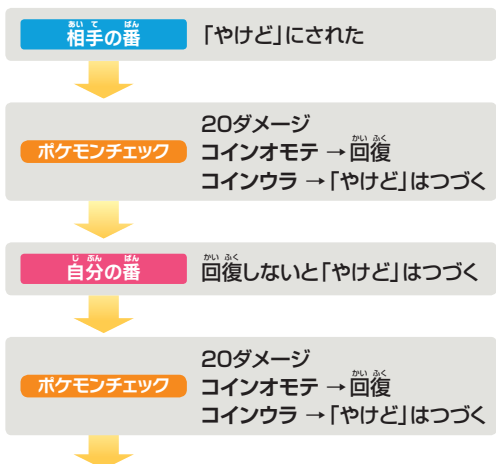 相手の番 「やけど」にされた
ポケモンチェック
20ダメージ
コインオモテ → 回復
コインウラ → 「やけど」はつづく
自分の番 回復しないと「やけど」はつづく
ポケモンチェック
20ダメージ
コインオモテ → 回復
コインウラ → 「やけど」はつづく